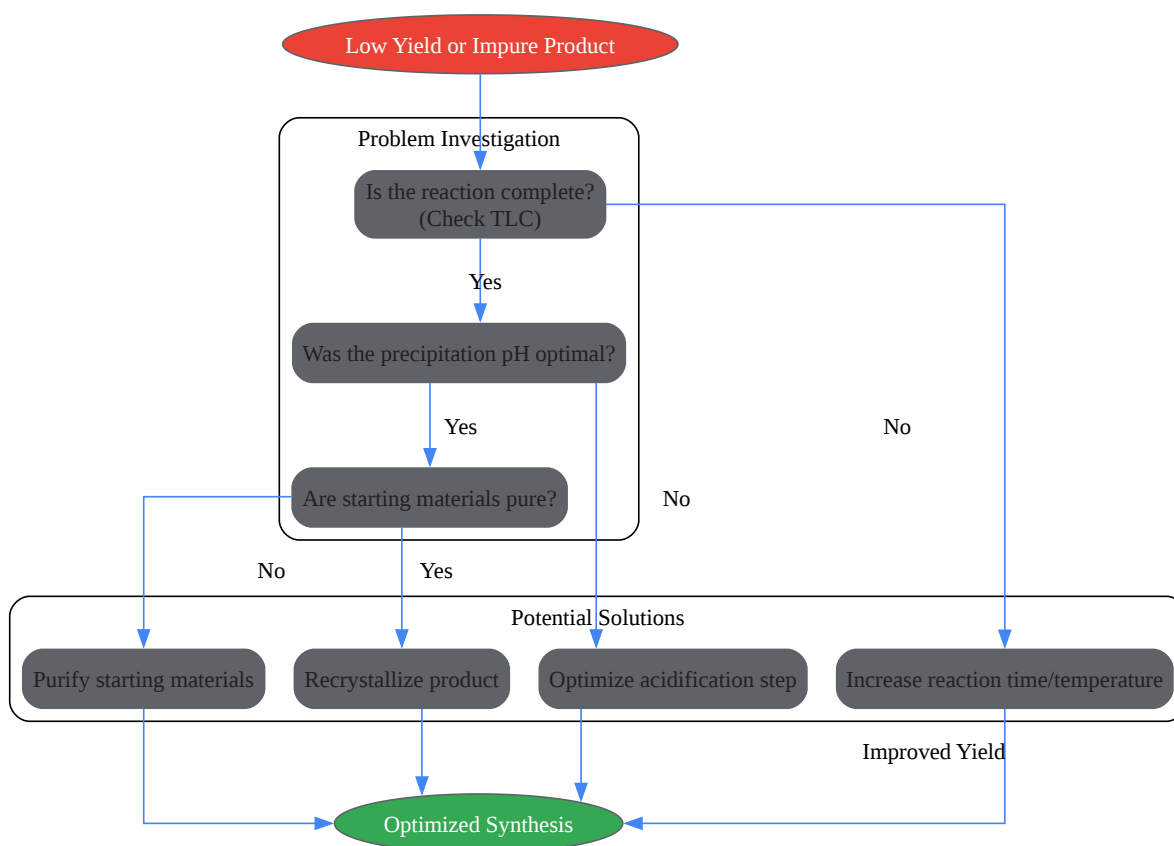 Low Yield or Impure Product
Problem Investigation
Is the reaction complete?
(Check TLC)
Yes
Was the precipitation pH optimal?
Yes
No
Are starting materials pure?
No
No
Yes
Potential Solutions
Purify starting materials
Recrystallize product
Optimize acidification step
Increase reaction time/temperature
Improved Yield
Optimized Synthesis